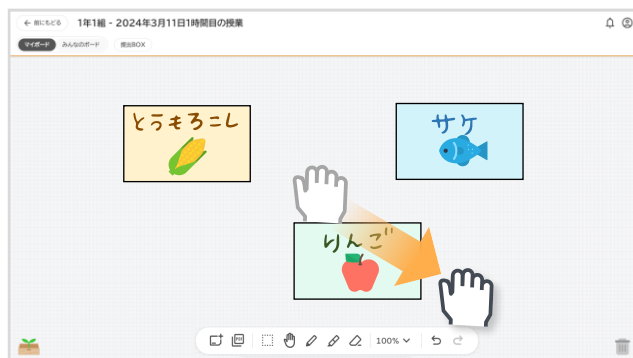 ← 前にもどる 1年1組 - 2024年3月11日1時間目の授業
マイボード みんなのボード 提出BOX
とうもろこし
サケ
りんご
100%